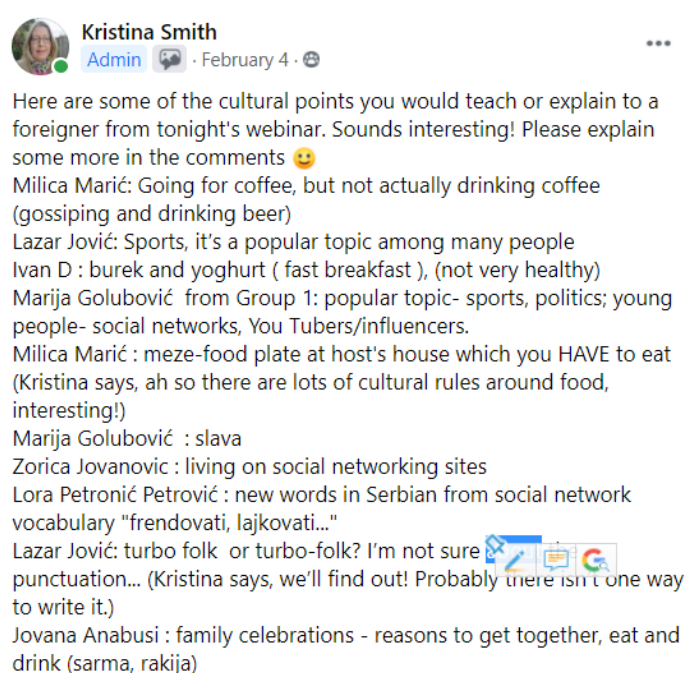 Kristina Smith
Admin · February 4 ·
Here are some of the cultural points you would teach or explain to a
foreigner from tonight's webinar. Sounds interesting! Please explain
some more in the comments
Milica Marić: Going for coffee, but not actually drinking coffee
(gossiping and drinking beer)
Lazar Jović: Sports, it’s a popular topic among many people
Ivan D : burek and yoghurt ( fast breakfast ), (not very healthy)
Marija Golubović  from Group 1: popular topic- sports, politics; young
people- social networks, You Tubers/influencers.
Milica Marić : meze-food plate at host's house which you HAVE to eat
(Kristina says, ah so there are lots of cultural rules around food,
interesting!)
Marija Golubović  : slava
Zorica Jovanovic : living on social networking sites
Lora Petronić Petrović : new words in Serbian from social network
vocabulary "frendovati, lajkovati..."
Lazar Jović: turbo folk  or turbo-folk? I’m not sure
punctuation... (Kristina says, we’ll find out! Probably there isn't one way
to write it.)
Jovana Anabusi : family celebrations - reasons to get together, eat and
drink (sarma, rakija)